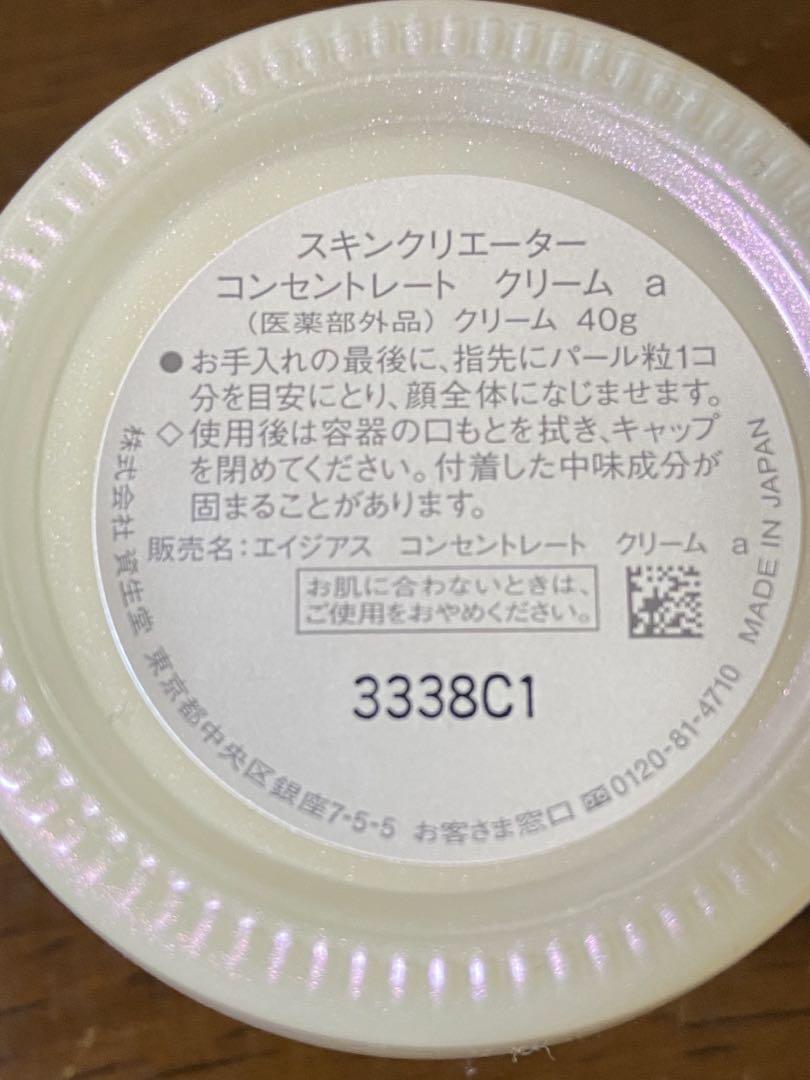 スキンクリエーター
コンセントレート　クリーム　a
（医薬部外品）クリーム 40g
●お手入れの最後に、指先にパール粒1コ
分を目安にとり、顔全体になじませます。
◇使用後は容器の口もとを拭き、キャップ
を閉めてください。付着した中味成分が
固まることがあります。
販売名：エイジアス　コンセントレート　クリーム　a
お肌に合わないときは、
ご使用をおやめください。
3338C1
株式会社 資生堂 東京都中央区銀座7-5-5 お客さま窓口 0120-81-4710 MADE IN JAPAN